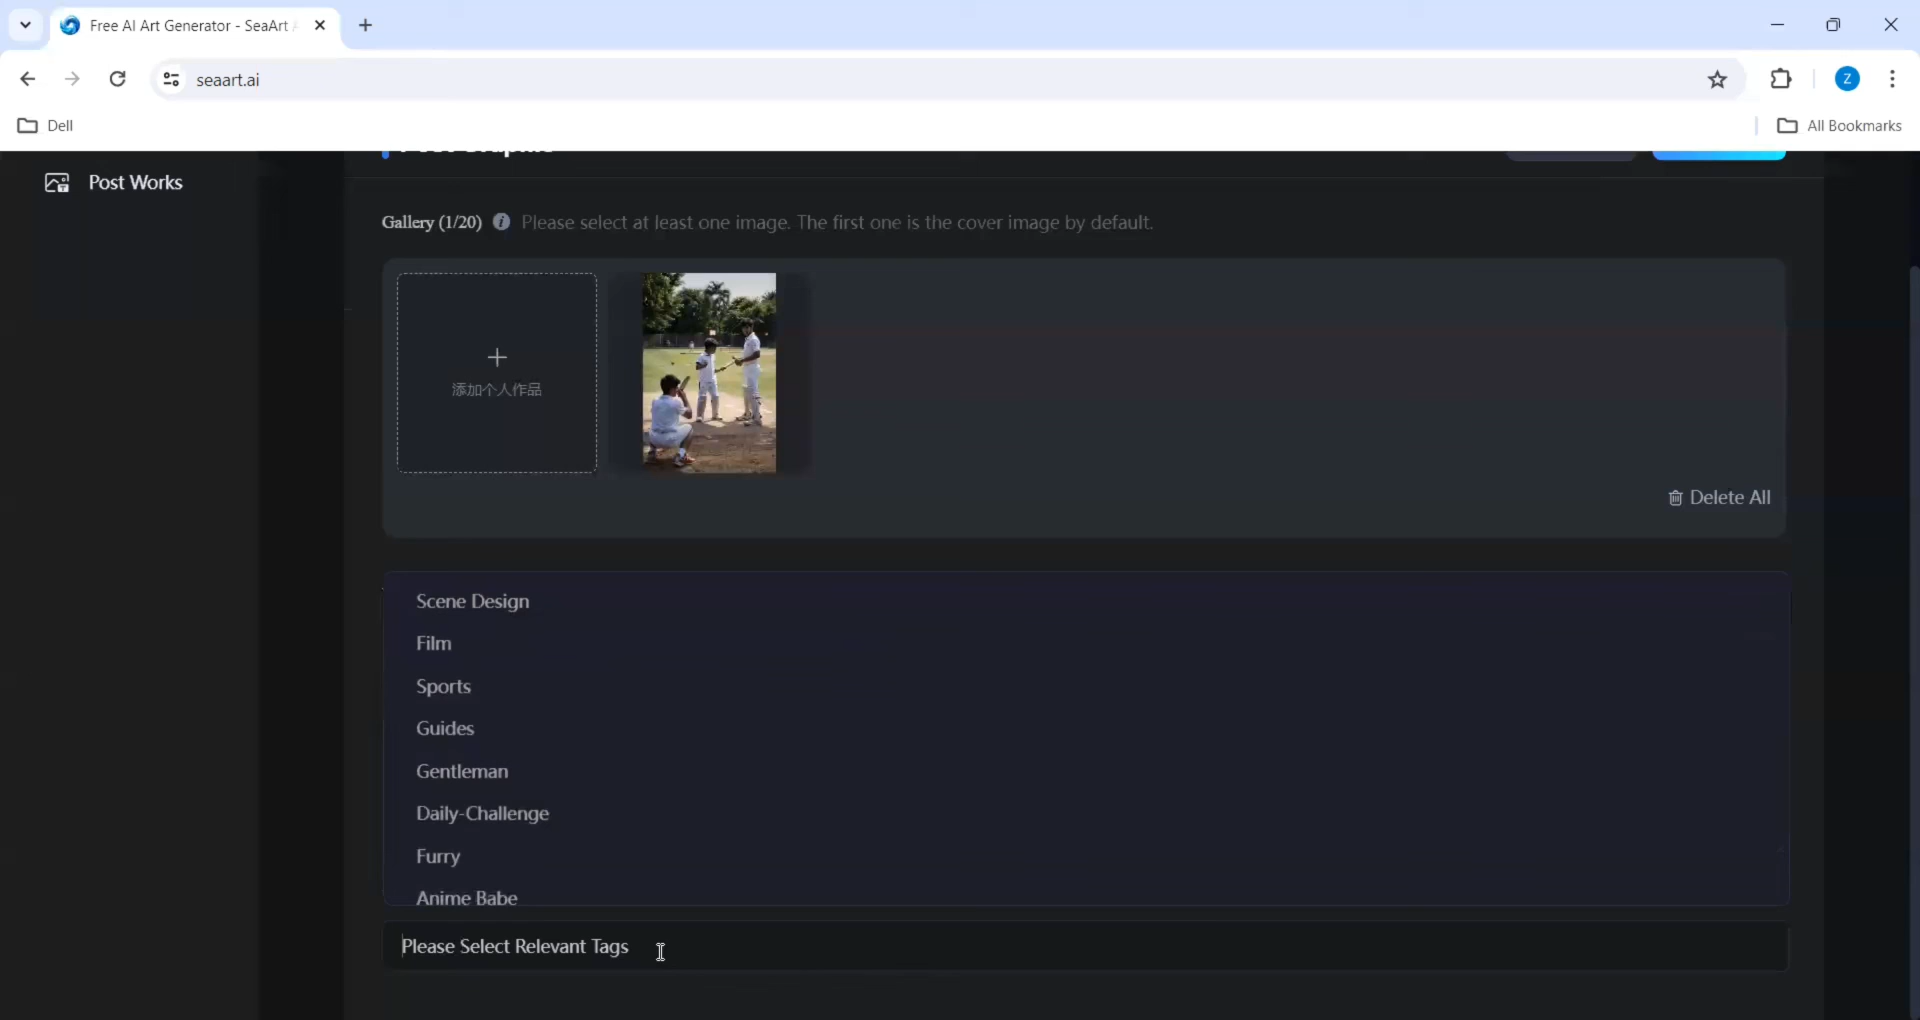 Free AI Art Generator - SeaArt A
seaart.ai
Z
Dell
All Bookmarks
Post Works
Gallery (1/20) Please select at least one image. The first one is the cover image by default.
添加个人作品
Delete All
Scene Design
Film
Sports
Guides
Gentleman
Daily-Challenge
Furry
Anime Babe
Please Select Relevant Tags